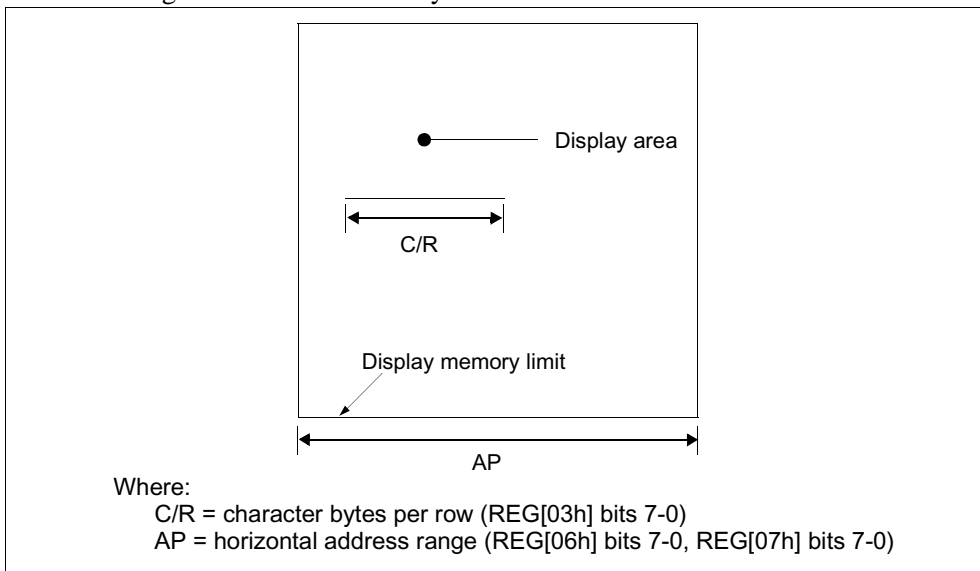 Display area
C/R
Display memory limit
AP
Where:
C/R = character bytes per row (REG[03h] bits 7-0)
AP = horizontal address range (REG[06h] bits 7-0, REG[07h] bits 7-0)